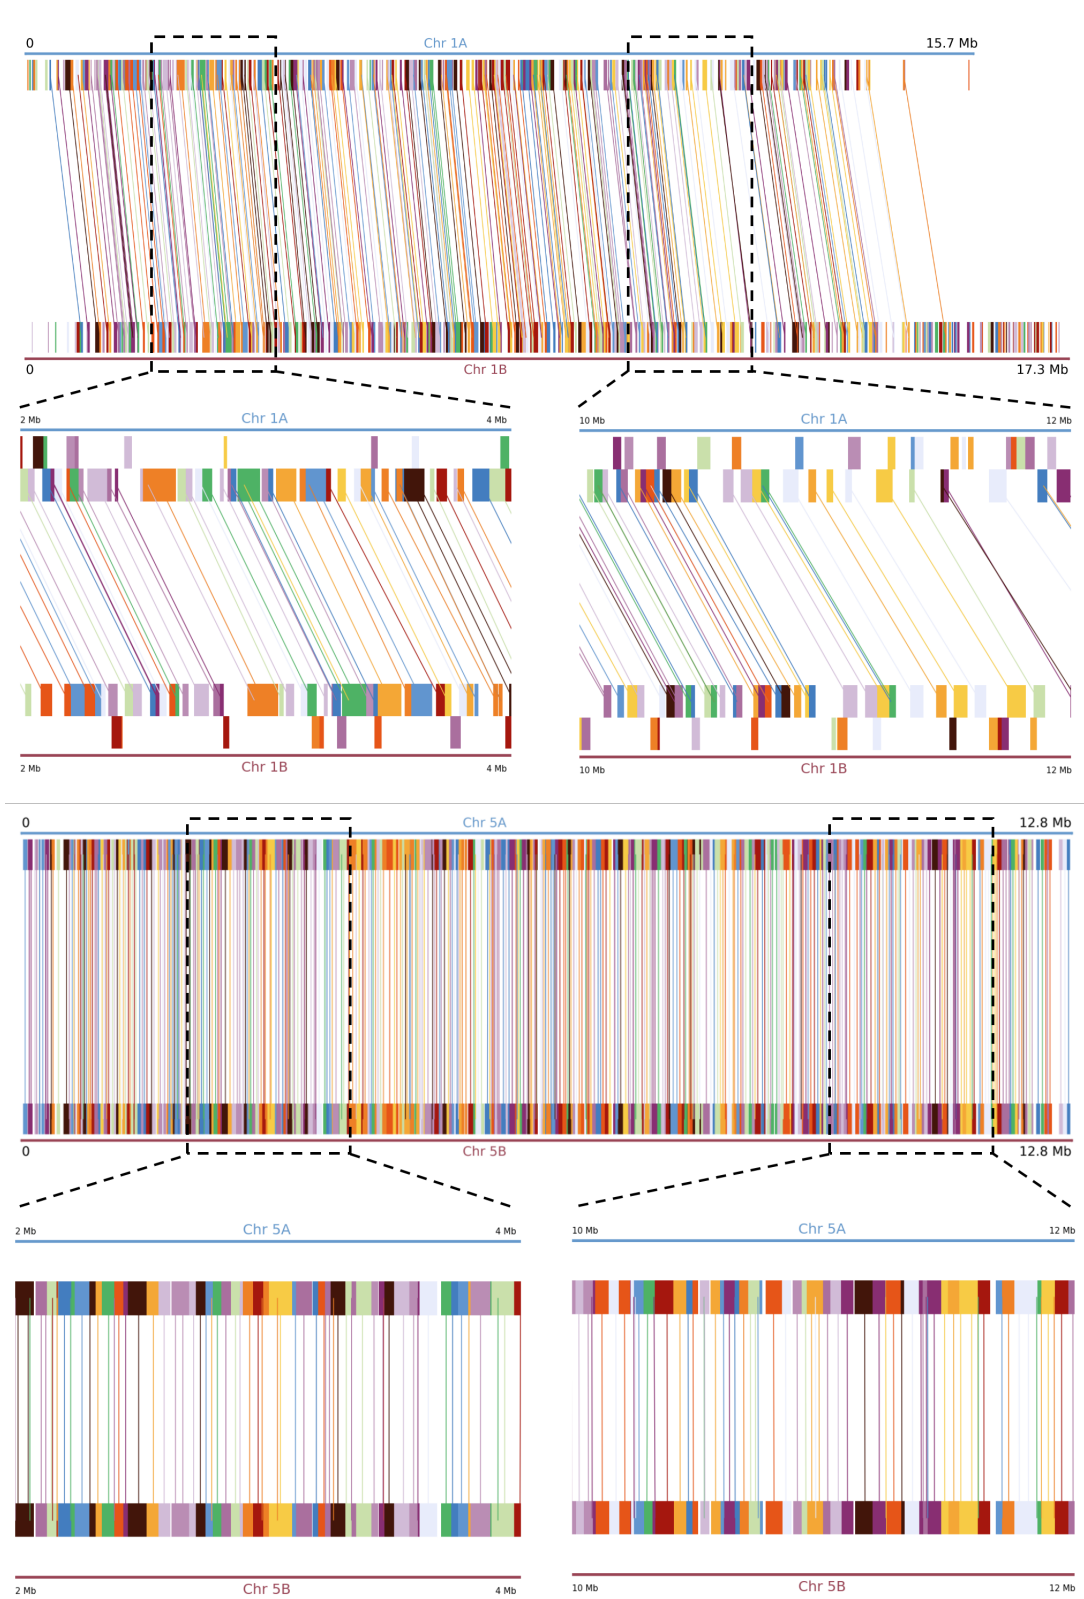 0 Chr 1A 15.7 Mb
0 Chr 1B 17.3 Mb
2 Mb Chr 1A 4 Mb
10 Mb Chr 1A 12 Mb
2 Mb Chr 1B 4 Mb
10 Mb Chr 1B 12 Mb
0 Chr 5A 12.8 Mb
0 Chr 5B 12.8 Mb
2 Mb Chr 5A 4 Mb
10 Mb Chr 5A 12 Mb
2 Mb Chr 5B 4 Mb
10 Mb Chr 5B 12 Mb